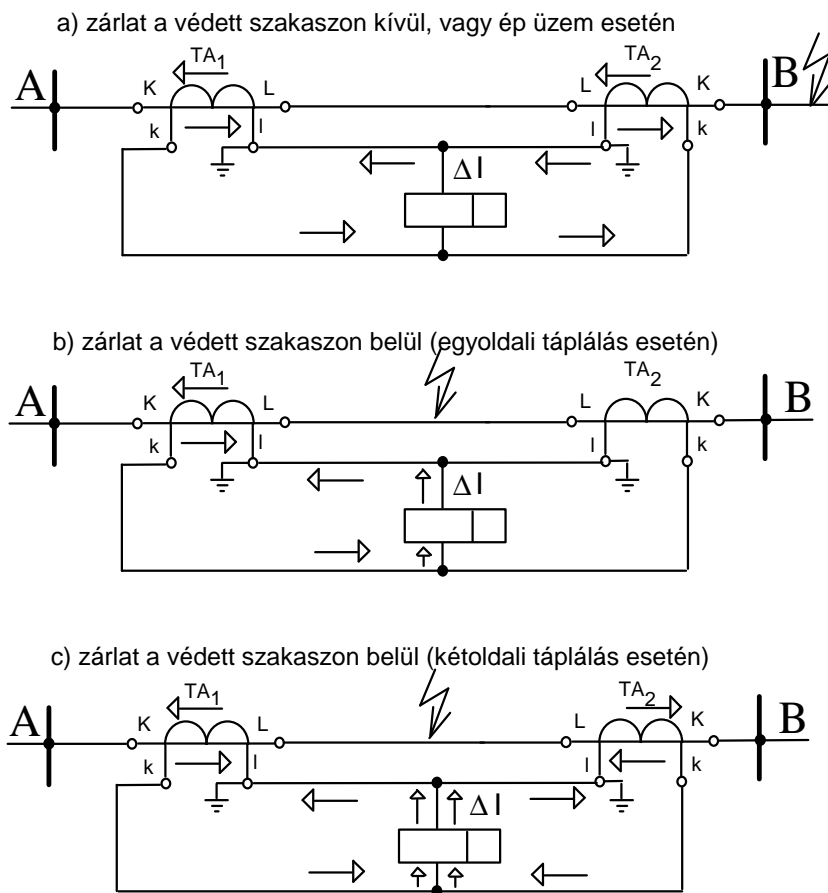 a) zárlat a védett szakaszon kívül, vagy ép üzem esetén
TA1 TA2
A K L L K B
k l l k
ΔI
b) zárlat a védett szakaszon belül (egyoldali táplálás esetén)
TA1 TA2
A K L L K B
k l l k
ΔI
c) zárlat a védett szakaszon belül (kétoldali táplálás esetén)
TA1 TA2
A K L L K B
k l l k
ΔI